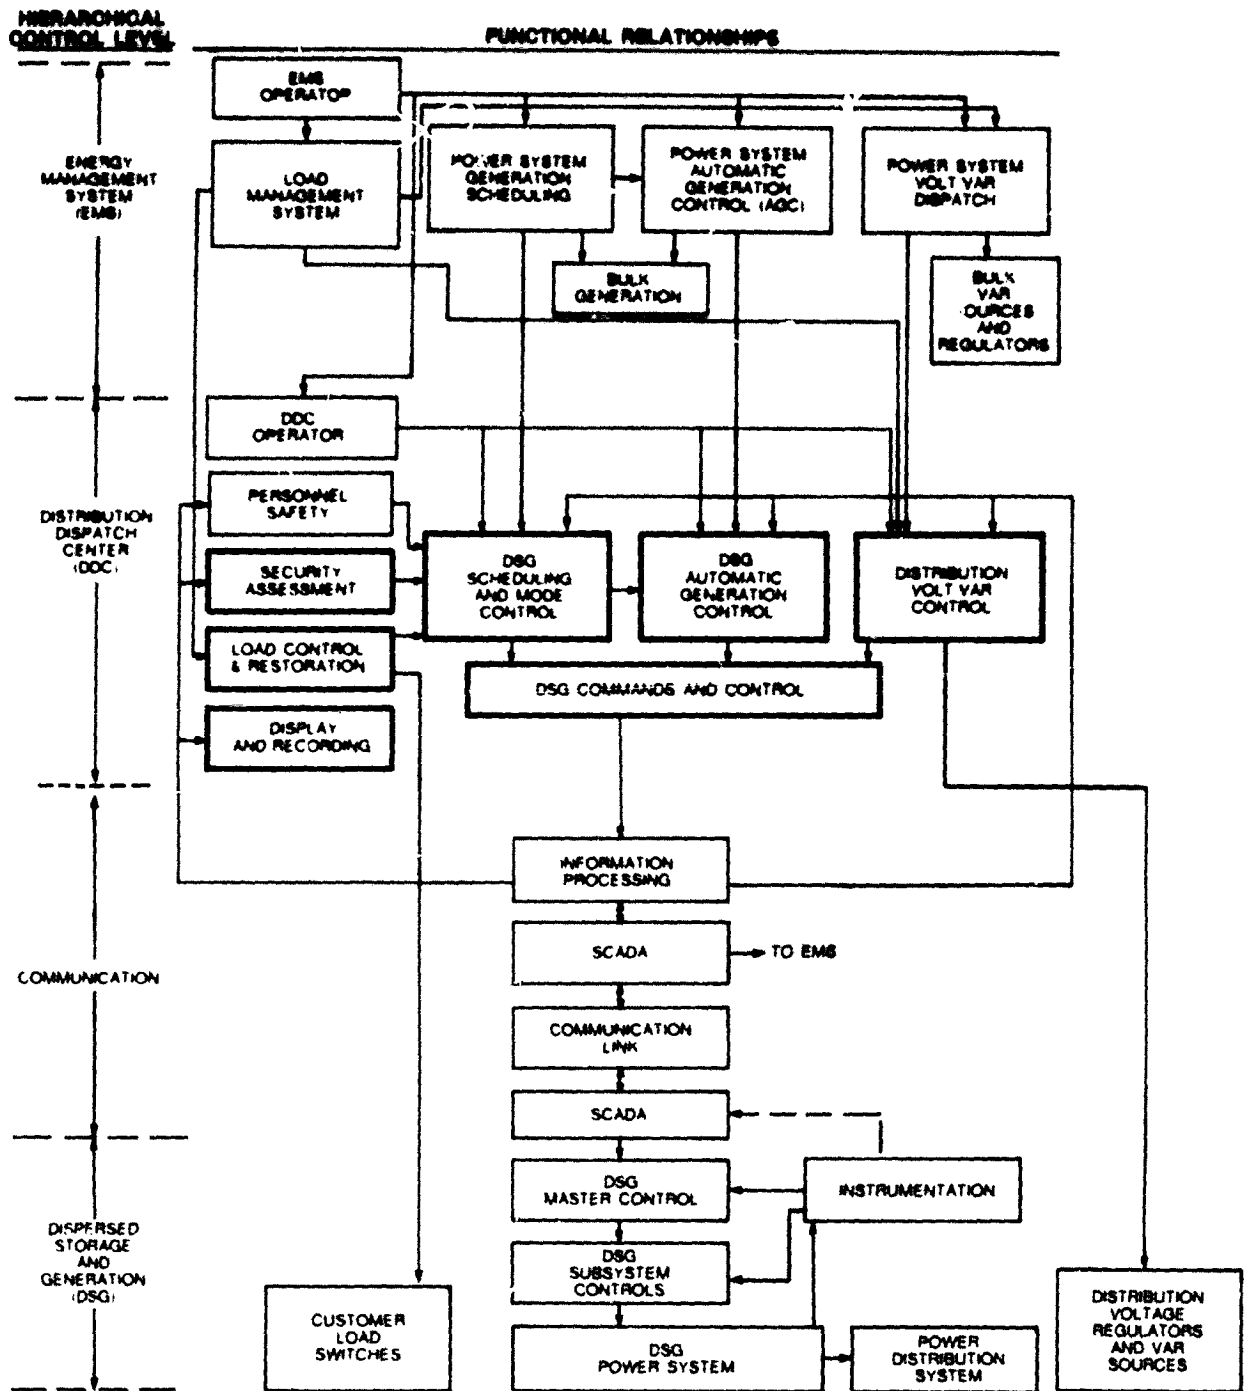 HIERARCHICAL
CONTROL LEVEL
FUNCTIONAL RELATIONSHIPS
EMS
OPERATOR
ENERGY
MANAGEMENT
SYSTEM
(EMS)
LOAD
MANAGEMENT
SYSTEM
POWER SYSTEM
GENERATION
SCHEDULING
POWER SYSTEM
AUTOMATIC
GENERATION
CONTROL (AGC)
POWER SYSTEM
VOLT VAR
DISPATCH
BULK
GENERATION
BULK
VAR
OURCES
AND
REGULATORS
DDC
OPERATOR
PERSONNEL
SAFETY
DISTRIBUTION
DISPATCH
CENTER
(DDC)
SECURITY
ASSESSMENT
DSG
SCHEDULING
AND MODE
CONTROL
DSG
AUTOMATIC
GENERATION
CONTROL
DISTRIBUTION
VOLT VAR
CONTROL
LOAD CONTROL
& RESTORATION
DSG COMMANDS AND CONTROL
DISPLAY
AND RECORDING
INFORMATION
PROCESSING
COMMUNICATION
SCADA
TO EMS
COMMUNICATION
LINK
SCADA
DSG
MASTER CONTROL
INSTRUMENTATION
DISPERSED
STORAGE
AND
GENERATION
(DSG)
DSG
SUBSYSTEM
CONTROLS
CUSTOMER
LOAD
SWITCHES
DSG
POWER SYSTEM
POWER
DISTRIBUTION
SYSTEM
DISTRIBUTION
VOLTAGE
REGULATORS
AND VAR
SOURCES